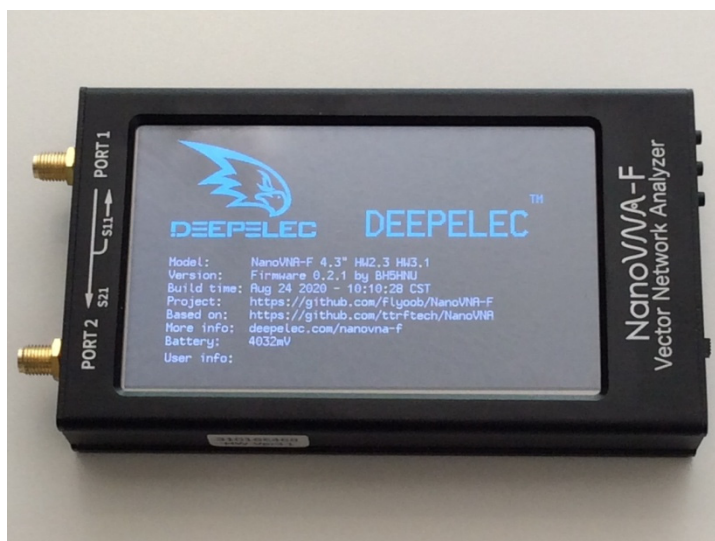 PORT 1
S11
S21
PORT 2
DEEPELEC
DEEPELEC™
Model: NanoVNA-F 4.3" HW2.3 HW3.1
Version: Firmware 0.2.1 by BH5HNU
Build time: Aug 24 2020 - 10:10:28 CST
Project: https://github.com/flyoob/NanoVNA-F
Based on: https://github.com/ttrftech/NanoVNA
More info: deepelec.com/nanovna-f
Battery: 4032mV
User info:
NanoVNA-F
Vector Network Analyzer